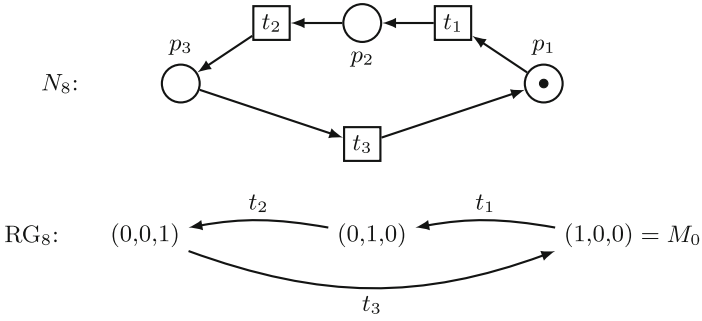 t₂ t₁
p₃ p₂ p₁
N₈:
t₃
t₂ t₁
RG₈: (0,0,1) (0,1,0) (1,0,0) = M₀
t₃